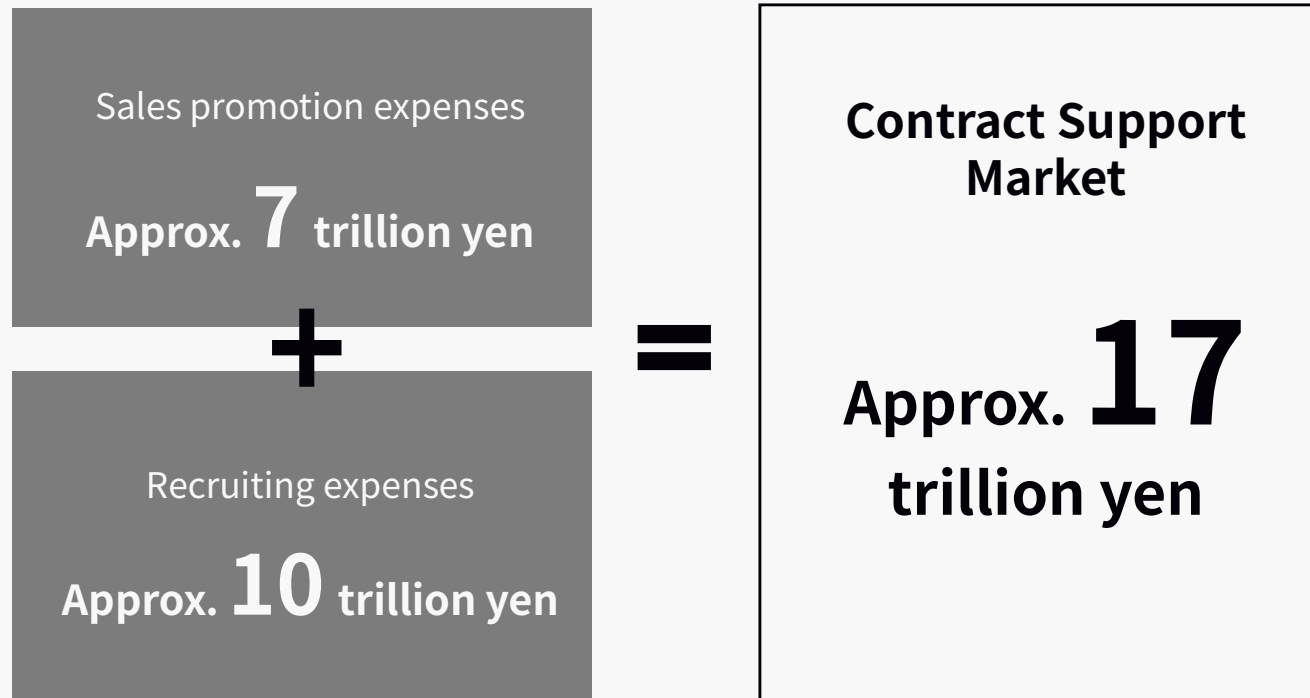 Sales promotion expenses
Approx. 7 trillion yen
+
Recruiting expenses
Approx. 10 trillion yen
=
Contract Support
Market
Approx. 17
trillion yen